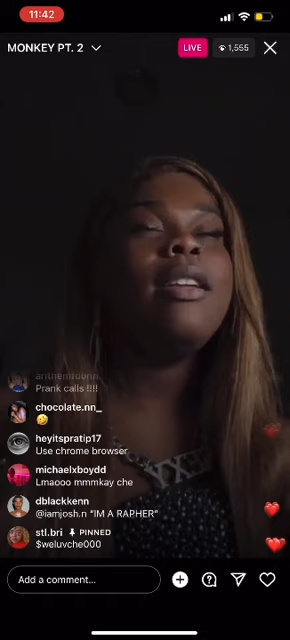 11:42
MONKEY PT. 2
LIVE
1,555
Prank calls !!!!
chocolate.nn_
heyitspratip17
Use chrome browser
michaelxboydd
Lmaooo mmmkay che
dblackkenn
@iamjosh.n "IM A RAPHER"
stl.bri PINNED
$weluvche000
Add a comment...